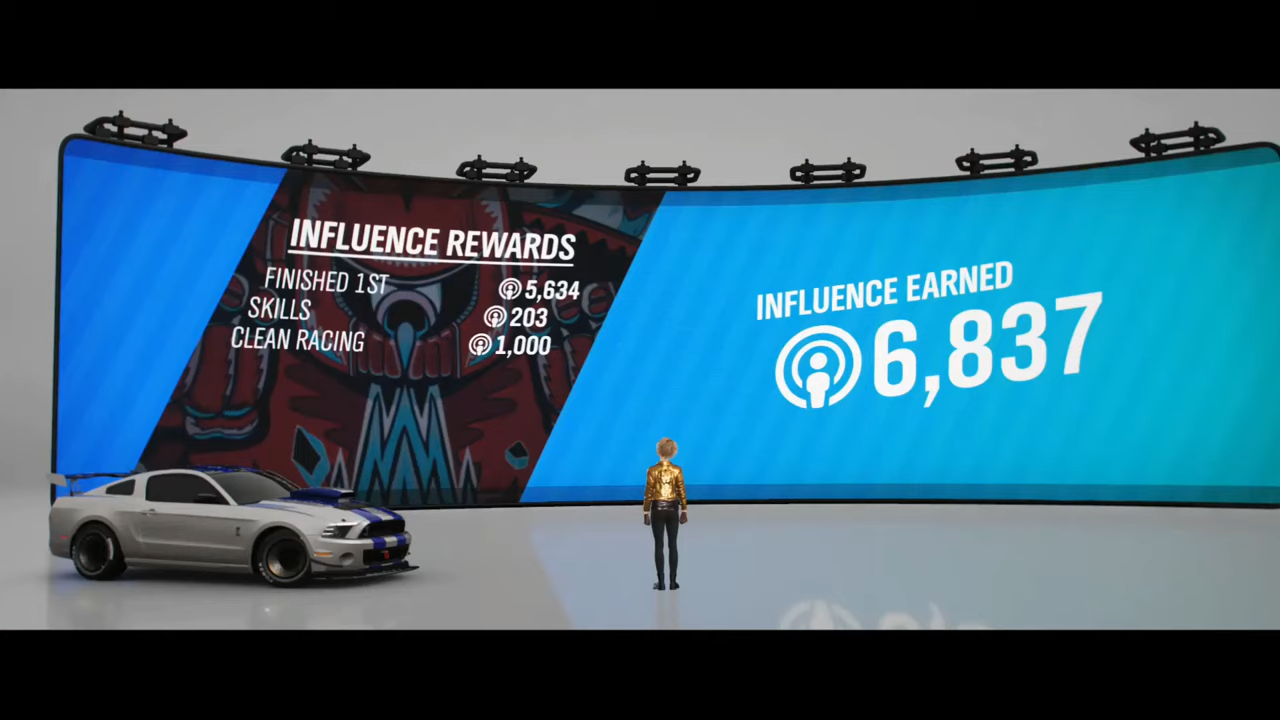 INFLUENCE REWARDS
FINISHED 1ST 5,634
SKILLS 203
CLEAN RACING 1,000
INFLUENCE EARNED
6,837